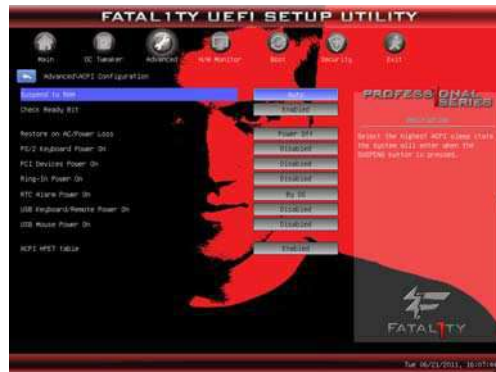 FATAL1TY UEFI SETUP UTILITY
Main OC Tweaker Advanced H/W Monitor Boot Security Exit
Advanced\ACPI Configuration
Suspend to RAM Auto
Check Ready Bit Enabled
Restore on AC/Power Loss Power Off
PS/2 Keyboard Power On Disabled
PCI Devices Power On Disabled
Ring-In Power On Disabled
RTC Alarm Power On By OS
USB Keyboard/Remote Power On Disabled
USB Mouse Power On Disabled
ACPI HPET table Enabled
PROFESSIONAL
SERIES
Description
Select the highest ACPI sleep state
the system will enter when the
SUSPEND button is pressed.
FATAL1TY
Tue 06/21/2011,